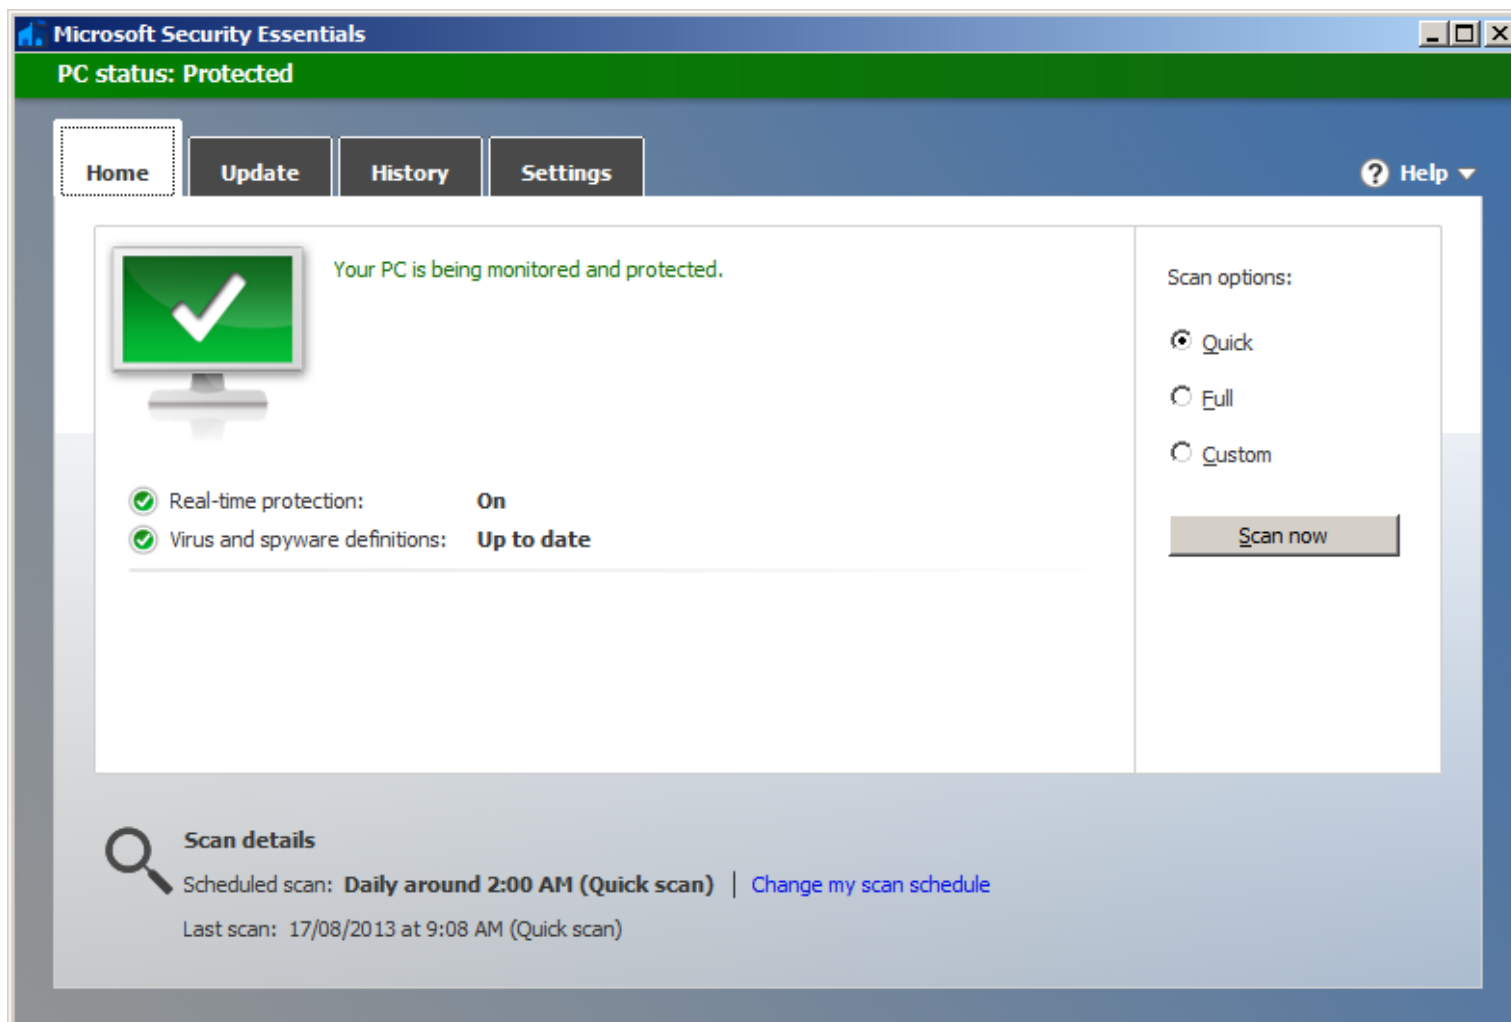 Microsoft Security Essentials
PC status: Protected
Home Update History Settings Help
Your PC is being monitored and protected.
Scan options:
Quick
Full
Custom
Real-time protection: On
Virus and spyware definitions: Up to date
Scan now
Scan details
Scheduled scan: Daily around 2:00 AM (Quick scan) | Change my scan schedule
Last scan: 17/08/2013 at 9:08 AM (Quick scan)